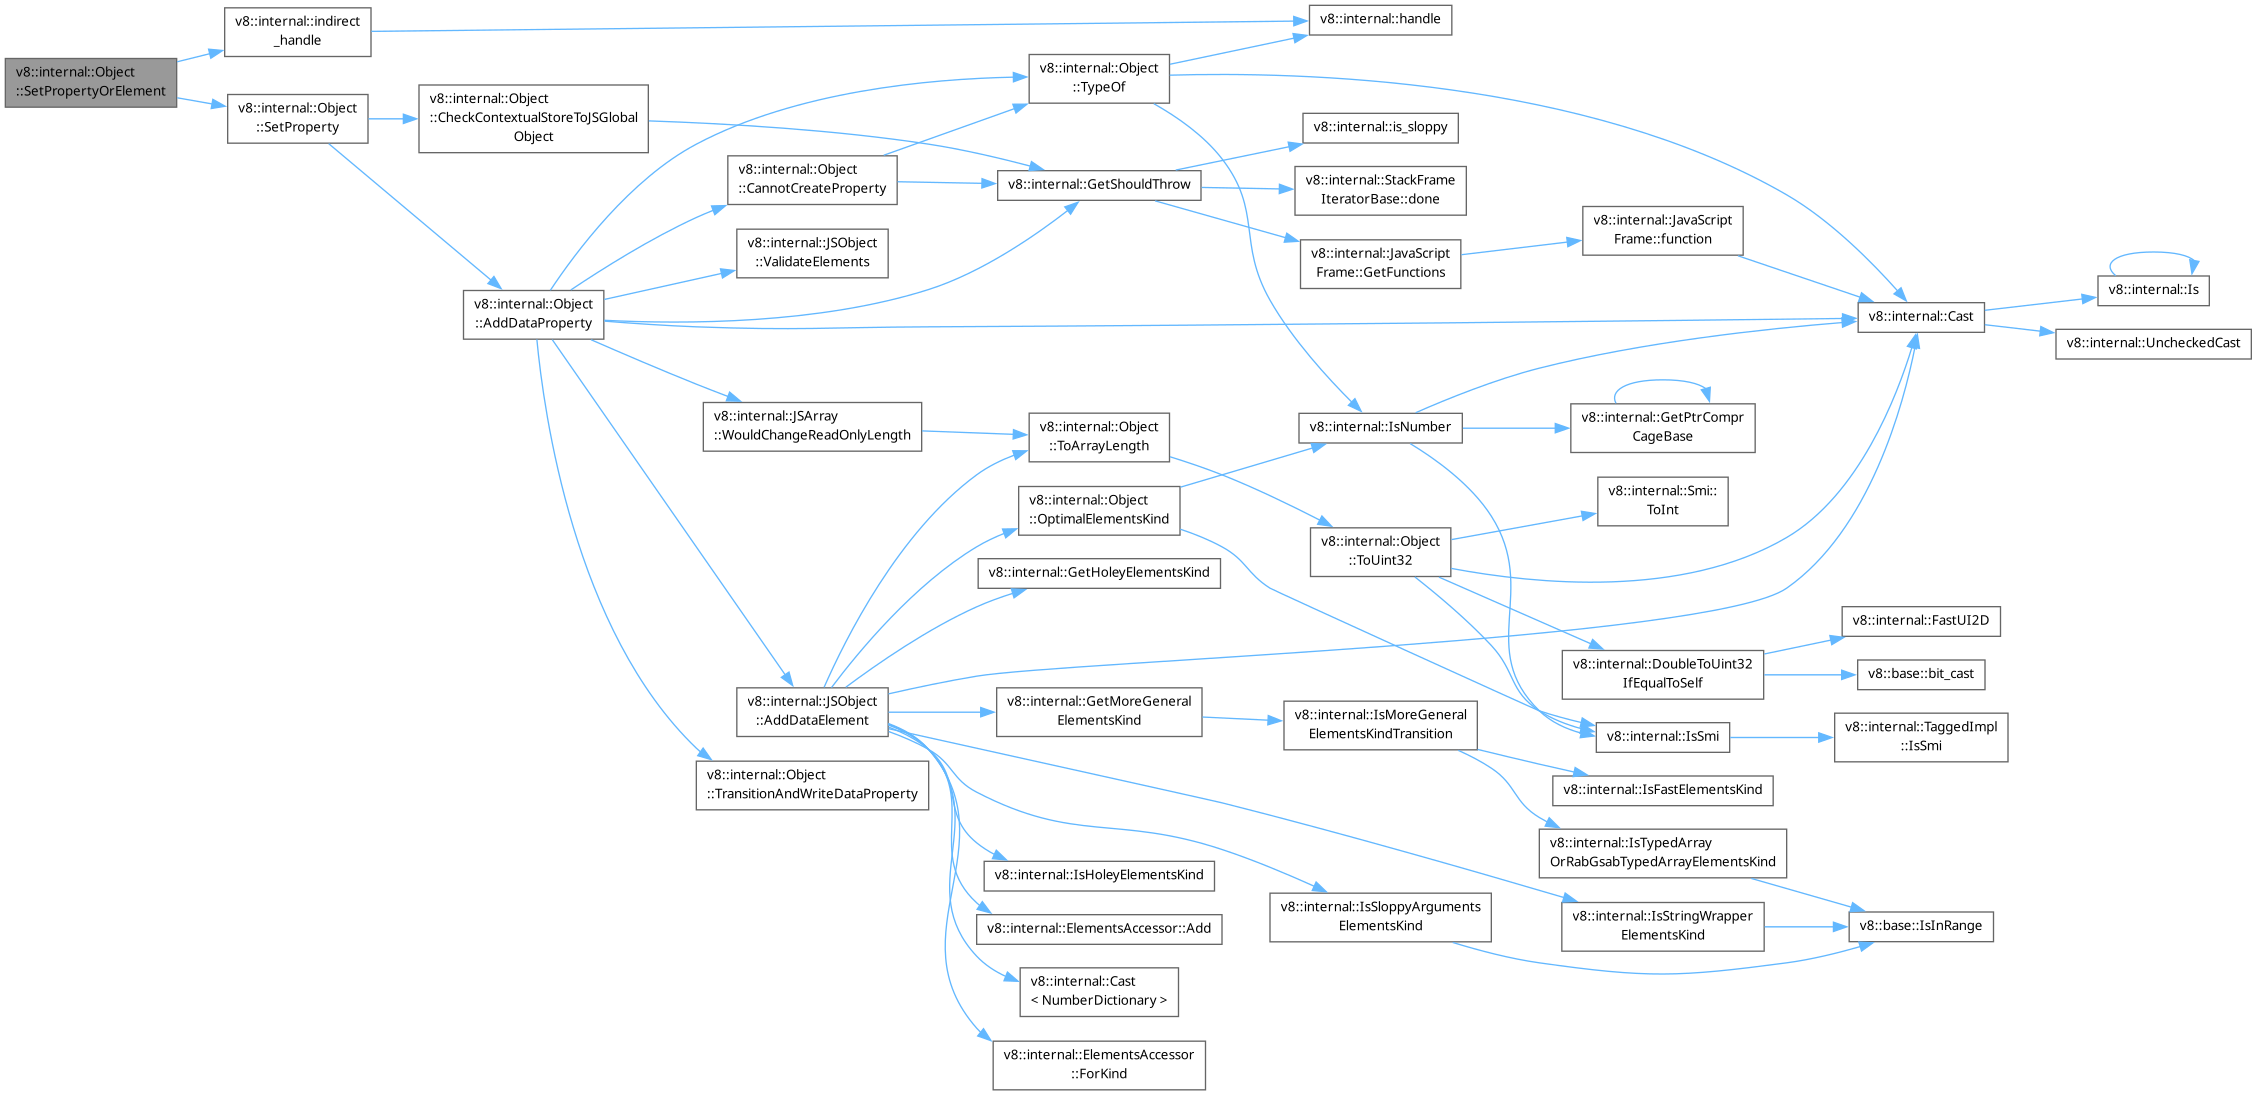 v8::internal::Object
::SetPropertyOrElement
v8::internal::indirect
_handle
v8::internal::handle
v8::internal::Object
::SetProperty
v8::internal::Object
::CheckContextualStoreToJSGlobal
Object
v8::internal::Object
::AddDataProperty
v8::internal::Object
::TypeOf
v8::internal::Object
::CannotCreateProperty
v8::internal::GetShouldThrow
v8::internal::JSObject
::ValidateElements
v8::internal::is_sloppy
v8::internal::StackFrame
IteratorBase::done
v8::internal::JavaScript
Frame::GetFunctions
v8::internal::JavaScript
Frame::function
v8::internal::Cast
v8::internal::Is
v8::internal::UncheckedCast
v8::internal::JSArray
::WouldChangeReadOnlyLength
v8::internal::Object
::ToArrayLength
v8::internal::IsNumber
v8::internal::GetPtrCompr
CageBase
v8::internal::Object
::OptimalElementsKind
v8::internal::Object
::ToUint32
v8::internal::Smi::
ToInt
v8::internal::GetHoleyElementsKind
v8::internal::DoubleToUint32
IfEqualToSelf
v8::internal::FastUI2D
v8::base::bit_cast
v8::internal::JSObject
::AddDataElement
v8::internal::GetMoreGeneral
ElementsKind
v8::internal::IsMoreGeneral
ElementsKindTransition
v8::internal::IsSmi
v8::internal::TaggedImpl
::IsSmi
v8::internal::Object
::TransitionAndWriteDataProperty
v8::internal::IsFastElementsKind
v8::internal::IsTypedArray
OrRabGsabTypedArrayElementsKind
v8::internal::IsHoleyElementsKind
v8::internal::IsSloppyArguments
ElementsKind
v8::internal::IsStringWrapper
ElementsKind
v8::base::IsInRange
v8::internal::ElementsAccessor::Add
v8::internal::Cast
< NumberDictionary >
v8::internal::ElementsAccessor
::ForKind